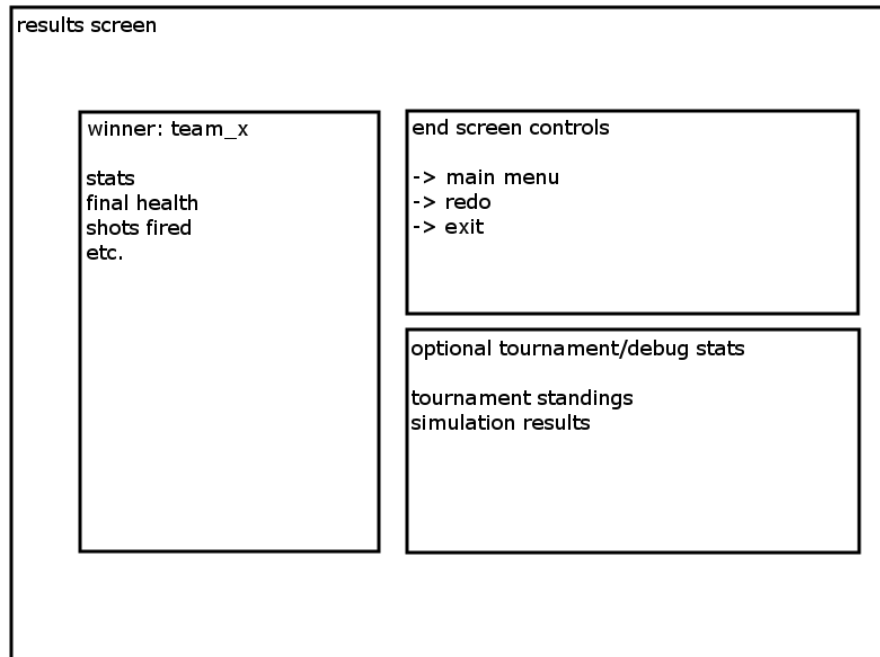 results screen
winner: team_x
stats
final health
shots fired
etc.
end screen controls
-> main menu
-> redo
-> exit
optional tournament/debug stats
tournament standings
simulation results